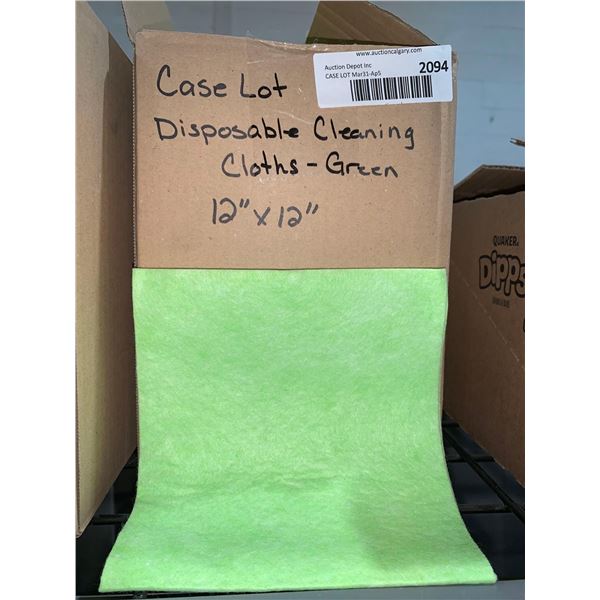 www.auctioncalgary.com
Auction Depot Inc
CASE LOT Mar31-Ap5
2094
Case Lot
Disposable Cleaning
Cloths - Green
12" x 12"
QUAKER
Dipps